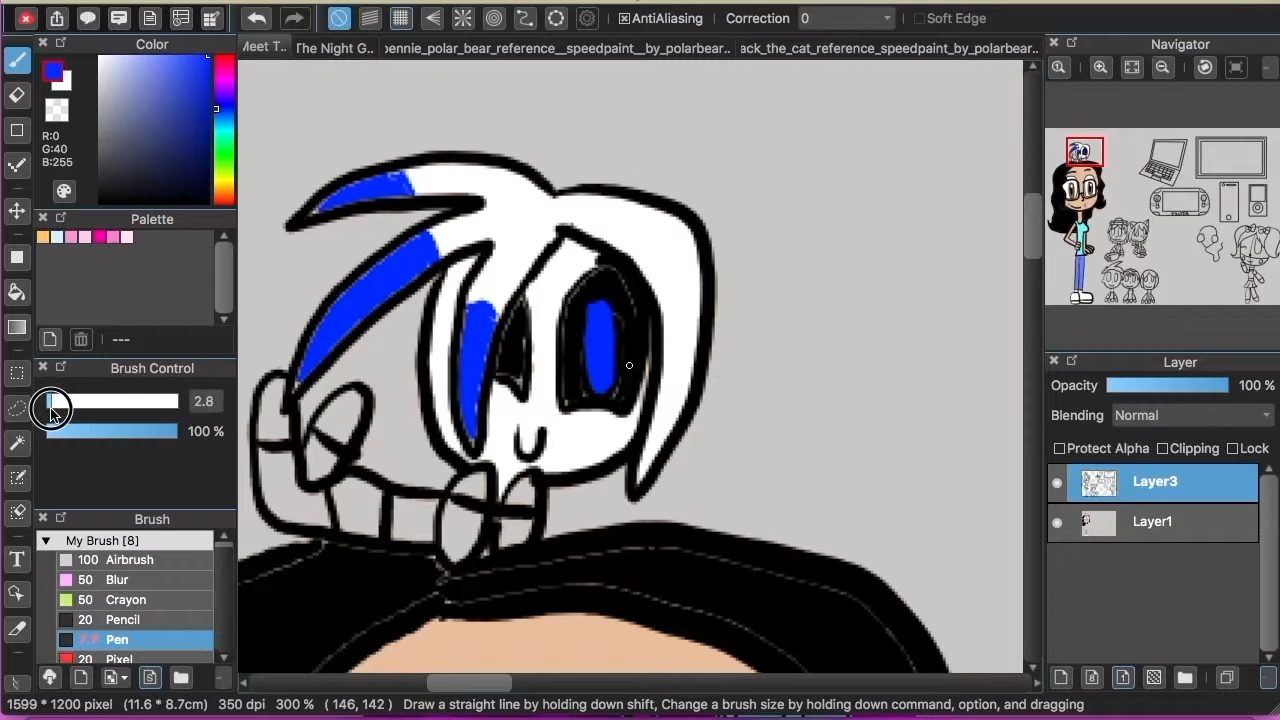 AntiAliasing Correction 0 Soft Edge
Color
Meet T.. The Night G.. ennie_polar_bear_reference__speedpaint__by_polarbear.. ack_the_cat_reference_speedpaint_by_polarbear..
Navigator
R:0
G:40
B:255
Palette
---
Brush Control
2.8
100 %
Layer
Opacity 100 %
Blending Normal
Protect Alpha Clipping Lock
Layer3
Layer1
Brush
My Brush [8]
100 Airbrush
50 Blur
50 Crayon
20 Pencil
Pen
20 Pixel
1599 * 1200 pixel (11.6 * 8.7cm) 350 dpi 300 % ( 146, 142 ) Draw a straight line by holding down shift, Change a brush size by holding down command, option, and dragging